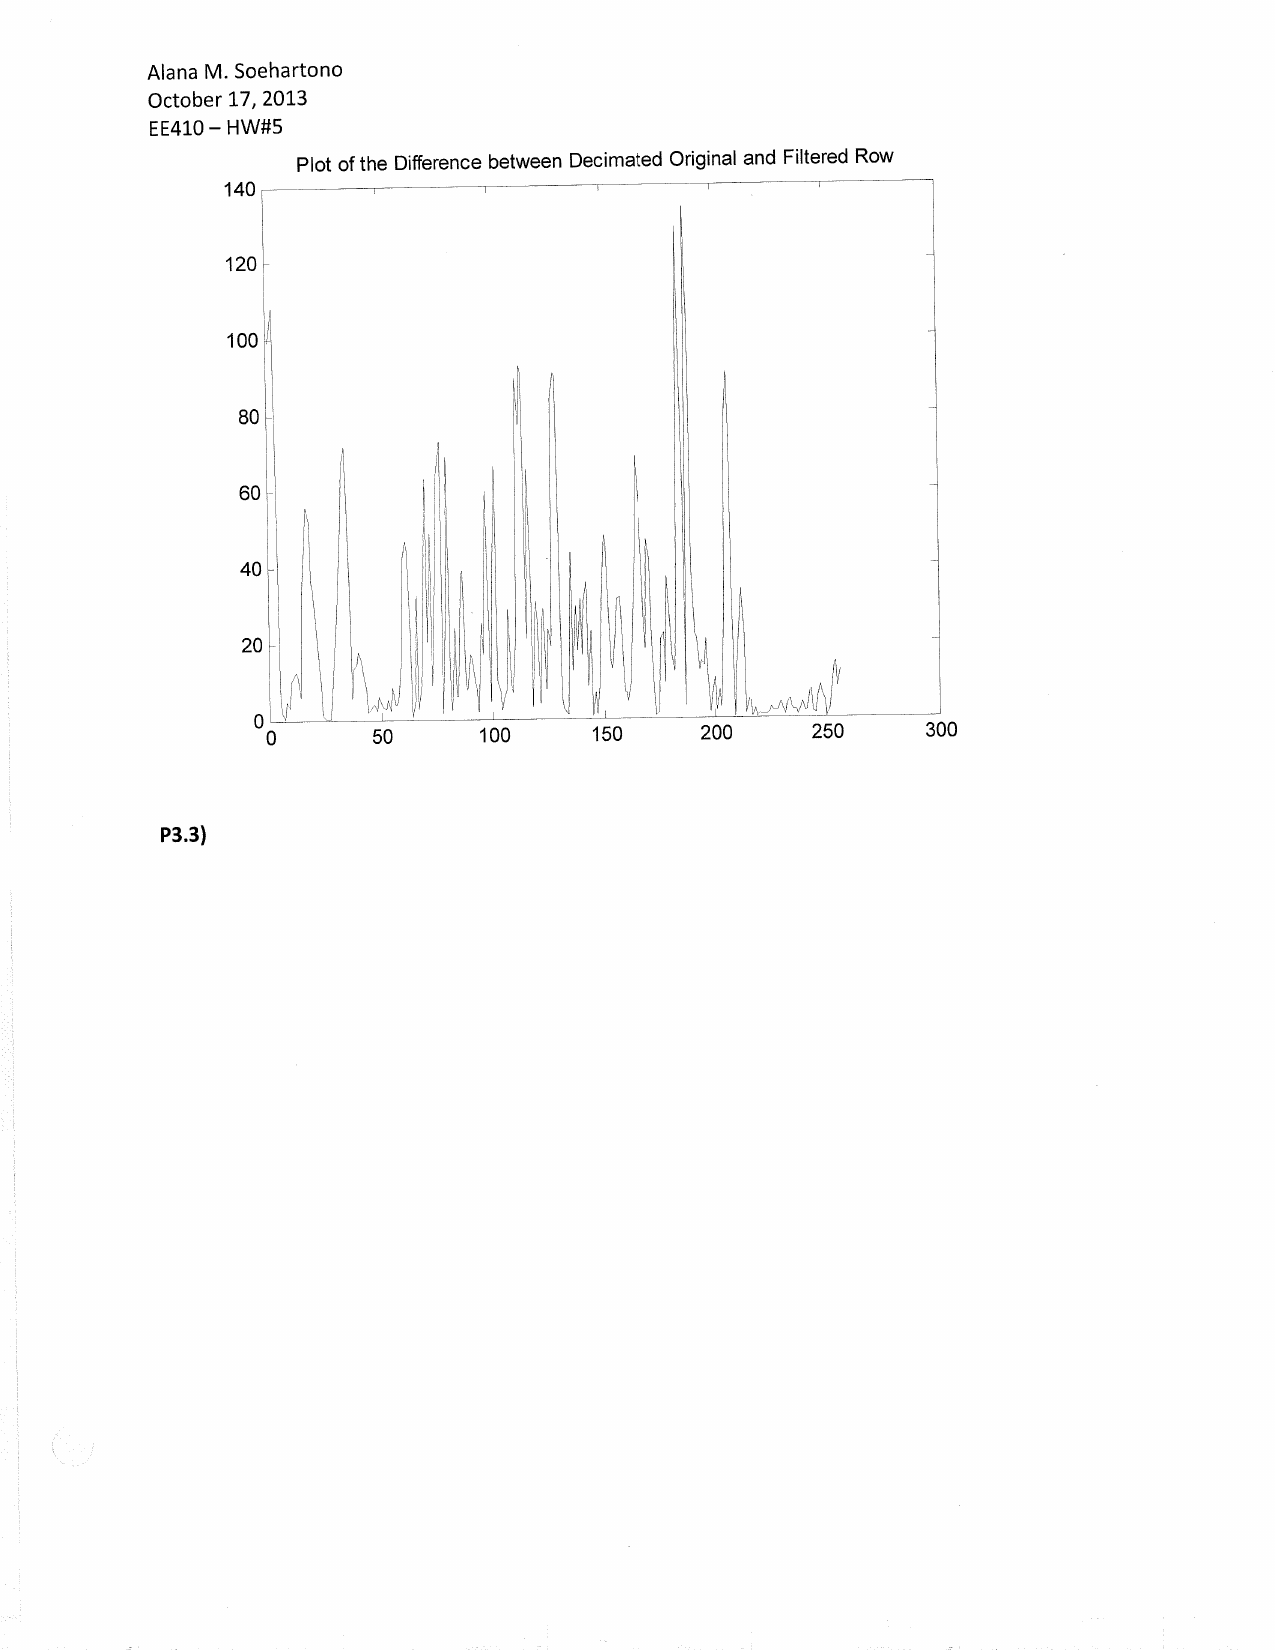 Alana M. Soehartono
October 17, 2013
EE410 – HW#5
Plot of the Difference between Decimated Original and Filtered Row
140
120
100
80
60
40
20
0
0 50 100 150 200 250 300
P3.3)